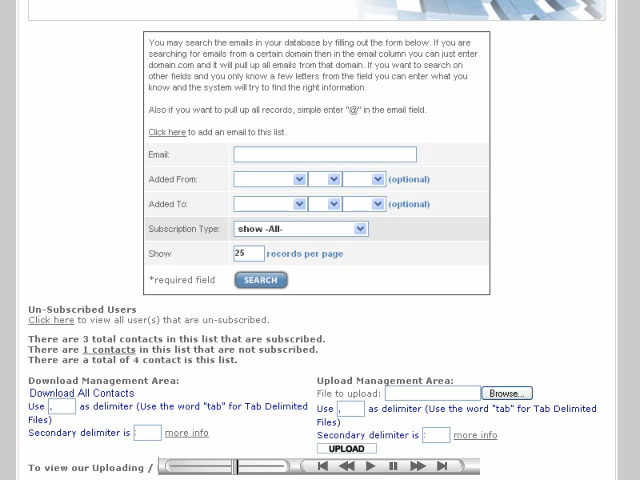 You may search the emails in your database by filling out the form below. If you are
searching for emails from a certain domain then in the email column you can just enter
domain.com and it will pull up all emails from that domain. If you want to search on
other fields and you only know a few letters from the field you can enter what you
know and the system will try to find the right information.
Also if you want to pull up all records, simple enter "@" in the email field.
Click here to add an email to this list.
Email:
Added From: (optional)
Added To: (optional)
Subscription Type: show -All-
Show 25 records per page
*required field SEARCH
Un-Subscribed Users
Click here to view all user(s) that are un-subscribed.
There are 3 total contacts in this list that are subscribed.
There are 1 contacts in this list that are not subscribed.
There are a total of 4 contact is this list.
Download Management Area:
Download All Contacts
Use , as delimiter (Use the word "tab" for Tab Delimited
Files)
Secondary delimiter is : more info
Upload Management Area:
File to upload: Browse...
Use , as delimiter (Use the word "tab" for Tab Delimited
Files)
Secondary delimiter is : more info
UPLOAD
To view our Uploading /